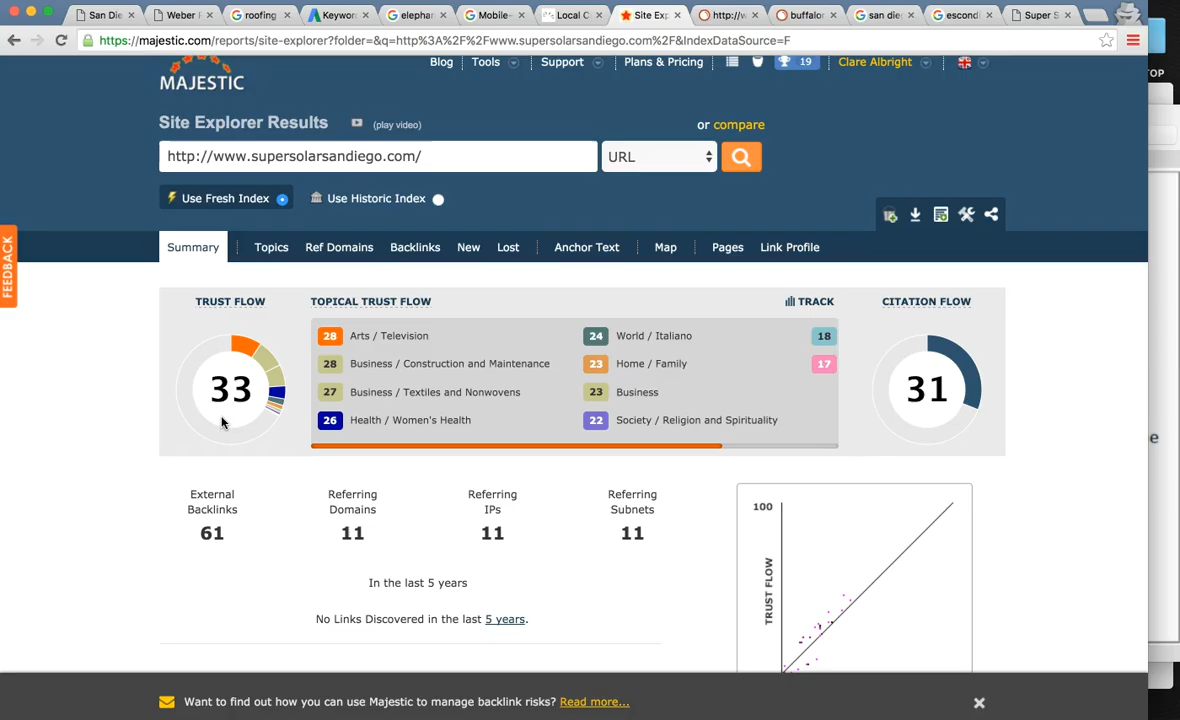 San Die
Weber F
roofing
Keywor
elephar
Mobile-
Local C
Site Exp
http://w
buffalor
san die
escondi
Super S
https://majestic.com/reports/site-explorer?folder=&q=http%3A%2F%2Fwww.supersolarsandiego.com%2F&IndexDataSource=F
TOP
MAJESTIC
Blog Tools Support Plans & Pricing 19 Clare Albright
Site Explorer Results (play video) or compare
http://www.supersolarsandiego.com/ URL
Use Fresh Index Use Historic Index
FEEDBACK
Summary Topics Ref Domains Backlinks New Lost Anchor Text Map Pages Link Profile
TRUST FLOW TOPICAL TRUST FLOW TRACK CITATION FLOW
28 Arts / Television 24 World / Italiano 18
28 Business / Construction and Maintenance 23 Home / Family 17
33 27 Business / Textiles and Nonwovens 23 Business 31
26 Health / Women's Health 22 Society / Religion and Spirituality
e
External Backlinks
61
Referring Domains
11
Referring IPs
11
Referring Subnets
11
100
TRUST FLOW
In the last 5 years
No Links Discovered in the last 5 years.
Want to find out how you can use Majestic to manage backlink risks? Read more...